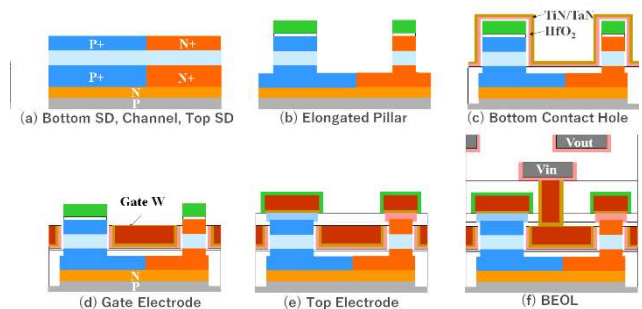 TiN/TaN
HfO₂
P+ N+
P+ N+
N
P
(a) Bottom SD, Channel, Top SD
(b) Elongated Pillar
(c) Bottom Contact Hole
Vout
Vin
Gate W
N
P
(d) Gate Electrode
(e) Top Electrode
(f) BEOL